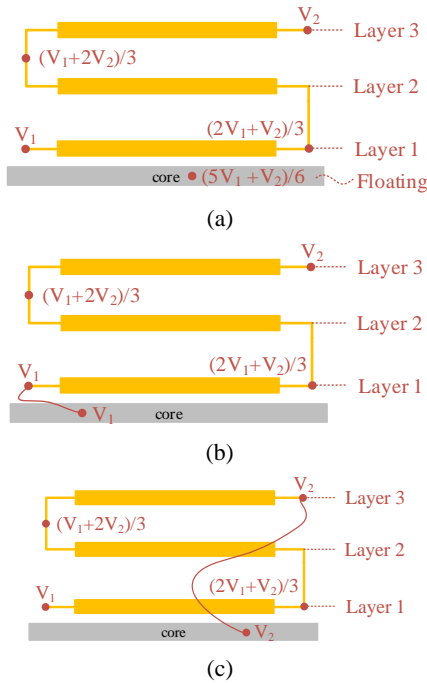 V₂
Layer 3
(V₁+2V₂)/3
Layer 2
V₁
(2V₁+V₂)/3
Layer 1
core
(5V₁+V₂)/6
Floating
(a)
V₂
Layer 3
(V₁+2V₂)/3
Layer 2
V₁
(2V₁+V₂)/3
Layer 1
V₁
core
(b)
V₂
Layer 3
(V₁+2V₂)/3
Layer 2
V₁
(2V₁+V₂)/3
Layer 1
core
V₂
(c)